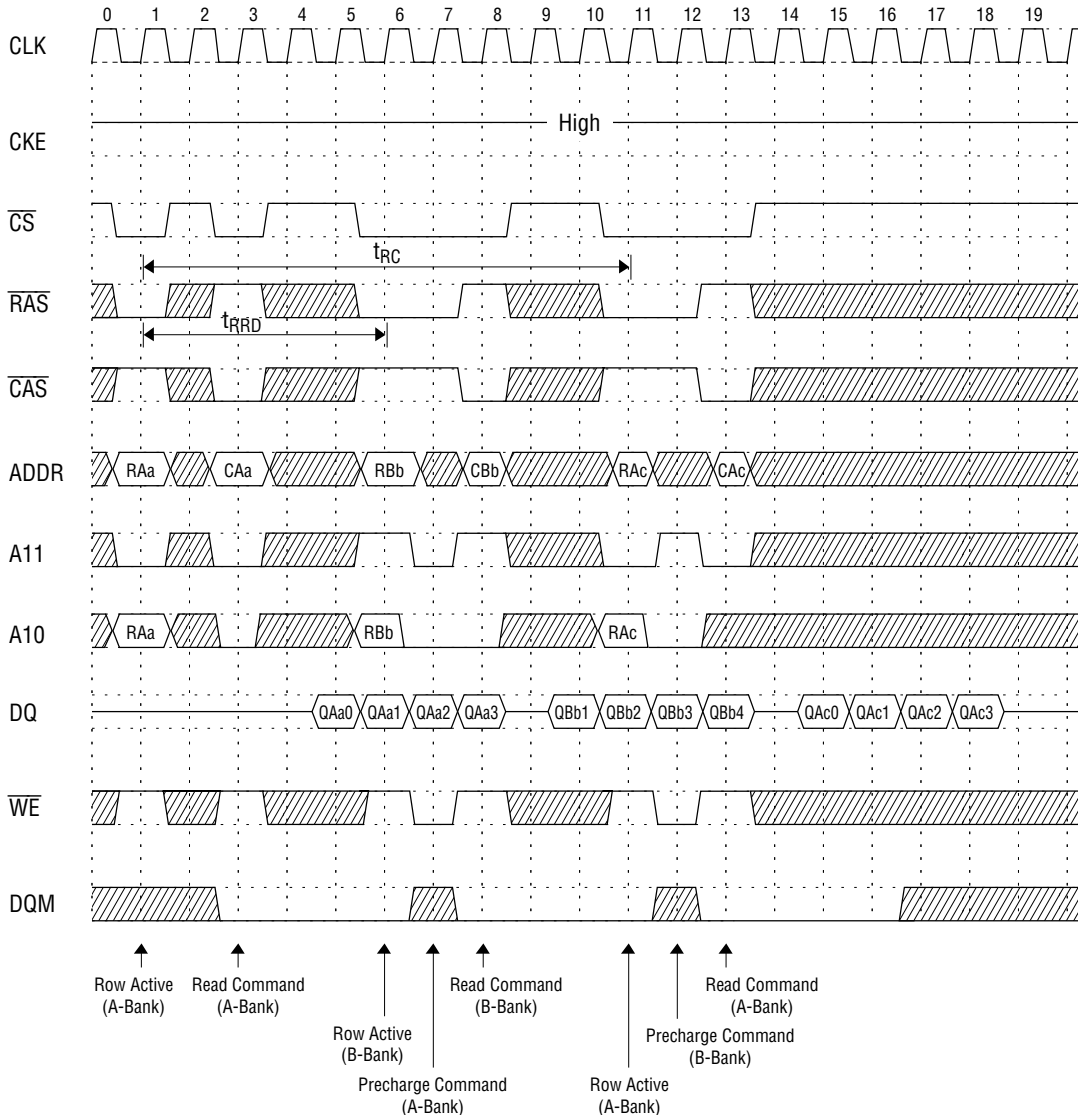 0 1 2 3 4 5 6 7 8 9 10 11 12 13 14 15 16 17 18 19
CLK
High
CKE
CS
tRC
RAS
tRRD
CAS
ADDR RAa CAa RBb CBb RAc CAc
A11
A10 RAa RBb RAc
DQ QAa0 QAa1 QAa2 QAa3 QBb1 QBb2 QBb3 QBb4 QAc0 QAc1 QAc2 QAc3
WE
DQM
Row Active
(A-Bank)
Read Command
(A-Bank)
Read Command
(B-Bank)
Read Command
(A-Bank)
Row Active
(B-Bank)
Precharge Command
(B-Bank)
Precharge Command
(A-Bank)
Row Active
(A-Bank)